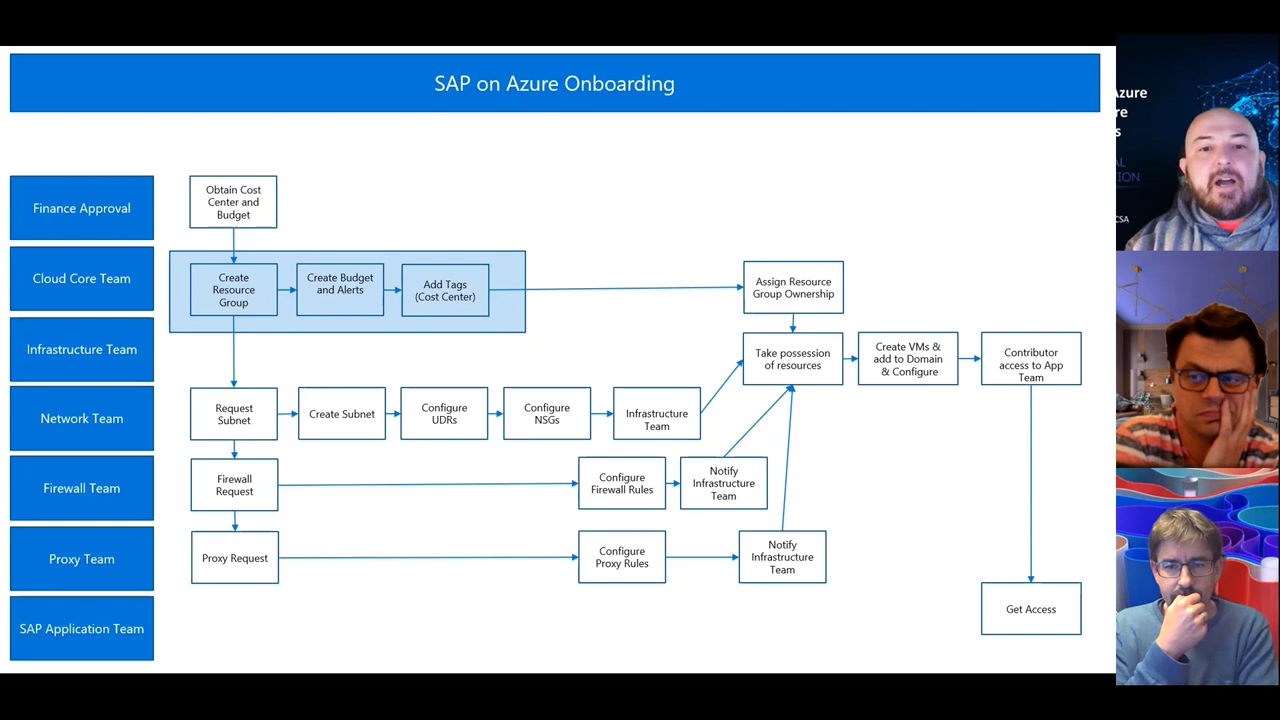 SAP on Azure Onboarding
Finance Approval
Obtain Cost
Center and
Budget
Cloud Core Team
Create
Resource
Group
Create Budget
and Alerts
Add Tags
(Cost Center)
Assign Resource
Group Ownership
Infrastructure Team
Take possession
of resources
Create VMs &
add to Domain
& Configure
Contributor
access to App
Team
Network Team
Request
Subnet
Create Subnet
Configure
UDRs
Configure
NSGs
Infrastructure
Team
Firewall Team
Firewall
Request
Configure
Firewall Rules
Notify
Infrastructure
Team
Proxy Team
Proxy Request
Configure
Proxy Rules
Notify
Infrastructure
Team
SAP Application Team
Get Access
Azure
re
s
AL
TION
CSA